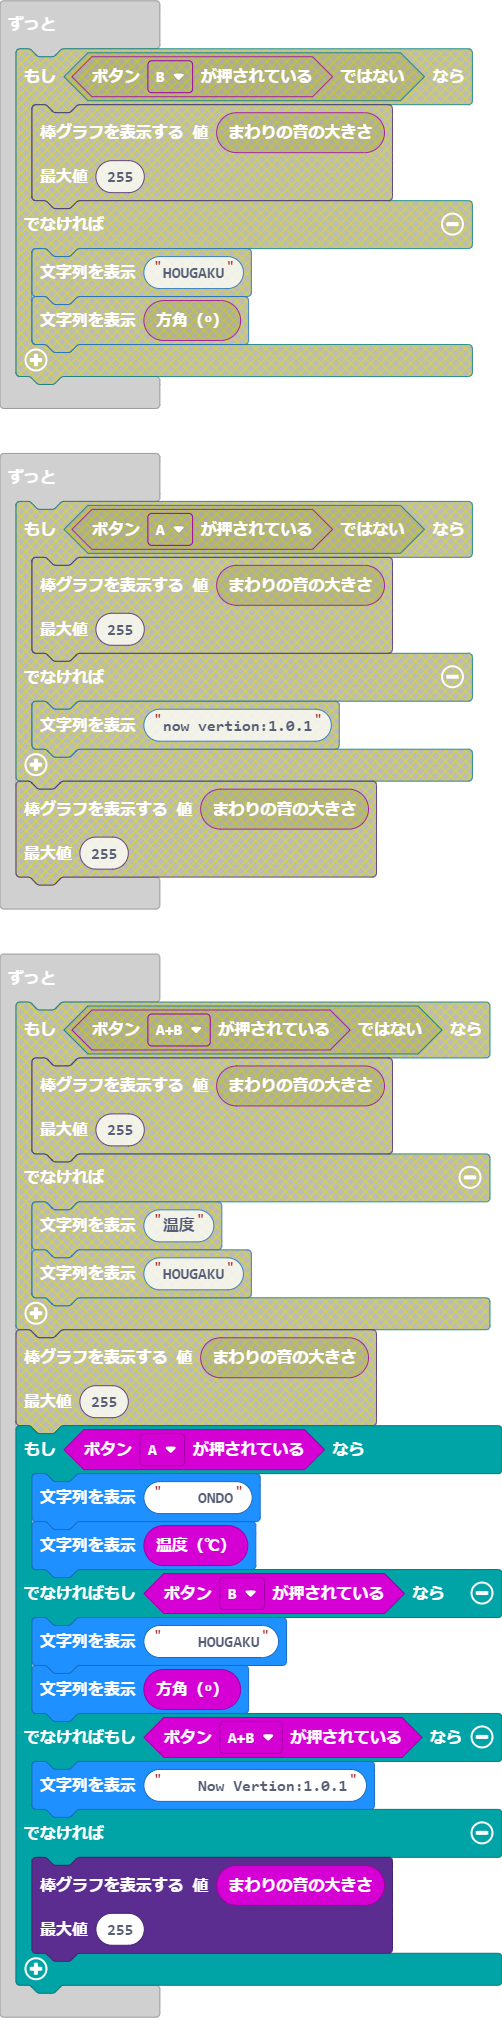 ずっと
もし ボタン B が押されている ではない なら
棒グラフを表示する 値 まわりの音の大きさ
最大値 255
でなければ
文字列を表示 "HOUGAKU"
文字列を表示 方角 (º)
ずっと
もし ボタン A が押されている ではない なら
棒グラフを表示する 値 まわりの音の大きさ
最大値 255
でなければ
文字列を表示 "now vertion:1.0.1"
棒グラフを表示する 値 まわりの音の大きさ
最大値 255
ずっと
もし ボタン A+B が押されている ではない なら
棒グラフを表示する 値 まわりの音の大きさ
最大値 255
でなければ
文字列を表示 "温度"
文字列を表示 "HOUGAKU"
棒グラフを表示する 値 まわりの音の大きさ
最大値 255
もし ボタン A が押されている なら
文字列を表示 "    ONDO"
文字列を表示 温度 (℃)
でなければもし ボタン B が押されている なら
文字列を表示 "    HOUGAKU"
文字列を表示 方角 (º)
でなければもし ボタン A+B が押されている なら
文字列を表示 "    Now Vertion:1.0.1"
でなければ
棒グラフを表示する 値 まわりの音の大きさ
最大値 255